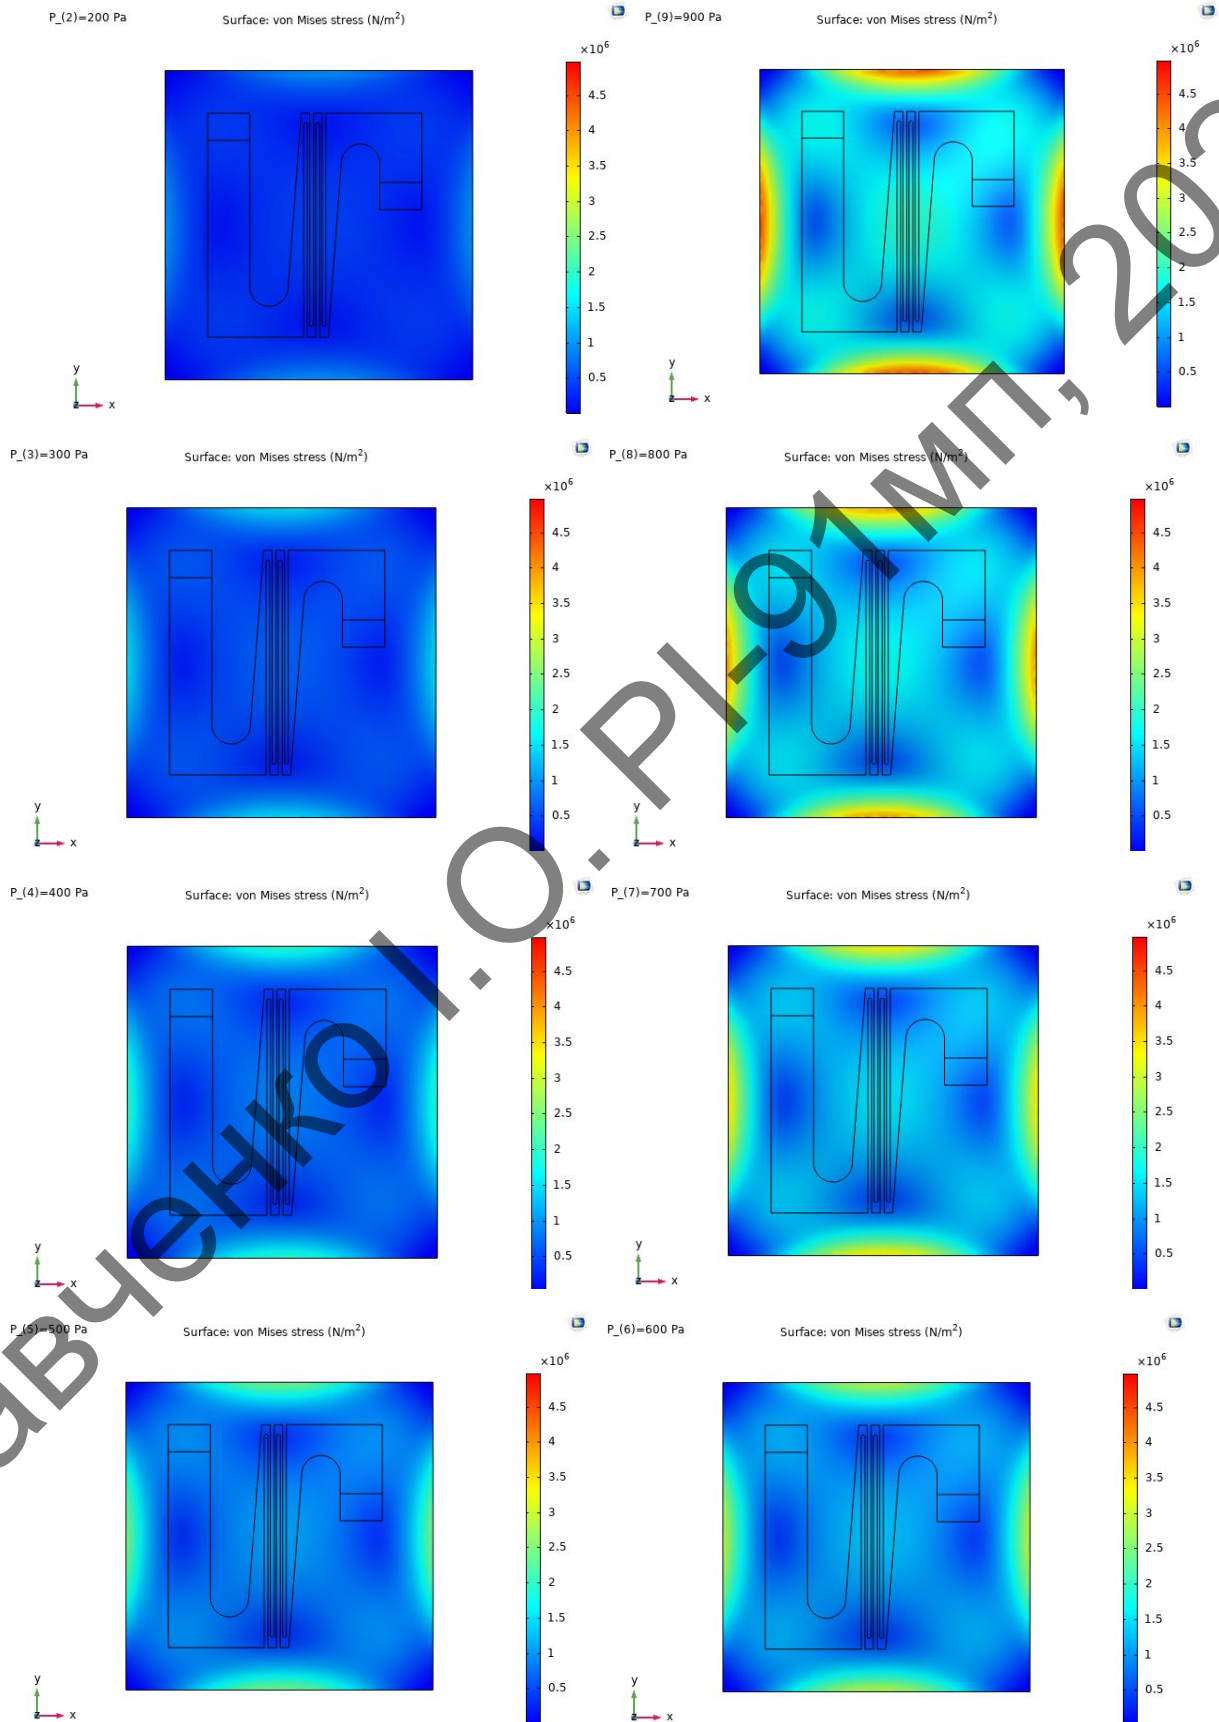 P_(2)=200 Pa
Surface: von Mises stress (N/m²)
×10⁶
4.5
4
3.5
3
2.5
2
1.5
1
0.5
y
z x
P_(9)=900 Pa
Surface: von Mises stress (N/m²)
×10⁶
4.5
4
3.5
3
2.5
2
1.5
1
0.5
y
z x
P_(3)=300 Pa
Surface: von Mises stress (N/m²)
×10⁶
4.5
4
3.5
3
2.5
2
1.5
1
0.5
y
z x
P_(8)=800 Pa
Surface: von Mises stress (N/m²)
×10⁶
4.5
4
3.5
3
2.5
2
1.5
1
0.5
y
z x
P_(4)=400 Pa
Surface: von Mises stress (N/m²)
×10⁶
4.5
4
3.5
3
2.5
2
1.5
1
0.5
y
z x
P_(7)=700 Pa
Surface: von Mises stress (N/m²)
×10⁶
4.5
4
3.5
3
2.5
2
1.5
1
0.5
y
z x
P_(5)=500 Pa
Surface: von Mises stress (N/m²)
×10⁶
4.5
4
3.5
3
2.5
2
1.5
1
0.5
y
z x
P_(6)=600 Pa
Surface: von Mises stress (N/m²)
×10⁶
4.5
4
3.5
3
2.5
2
1.5
1
0.5
y
z x
авченко І.О. РІ-91мп, 202